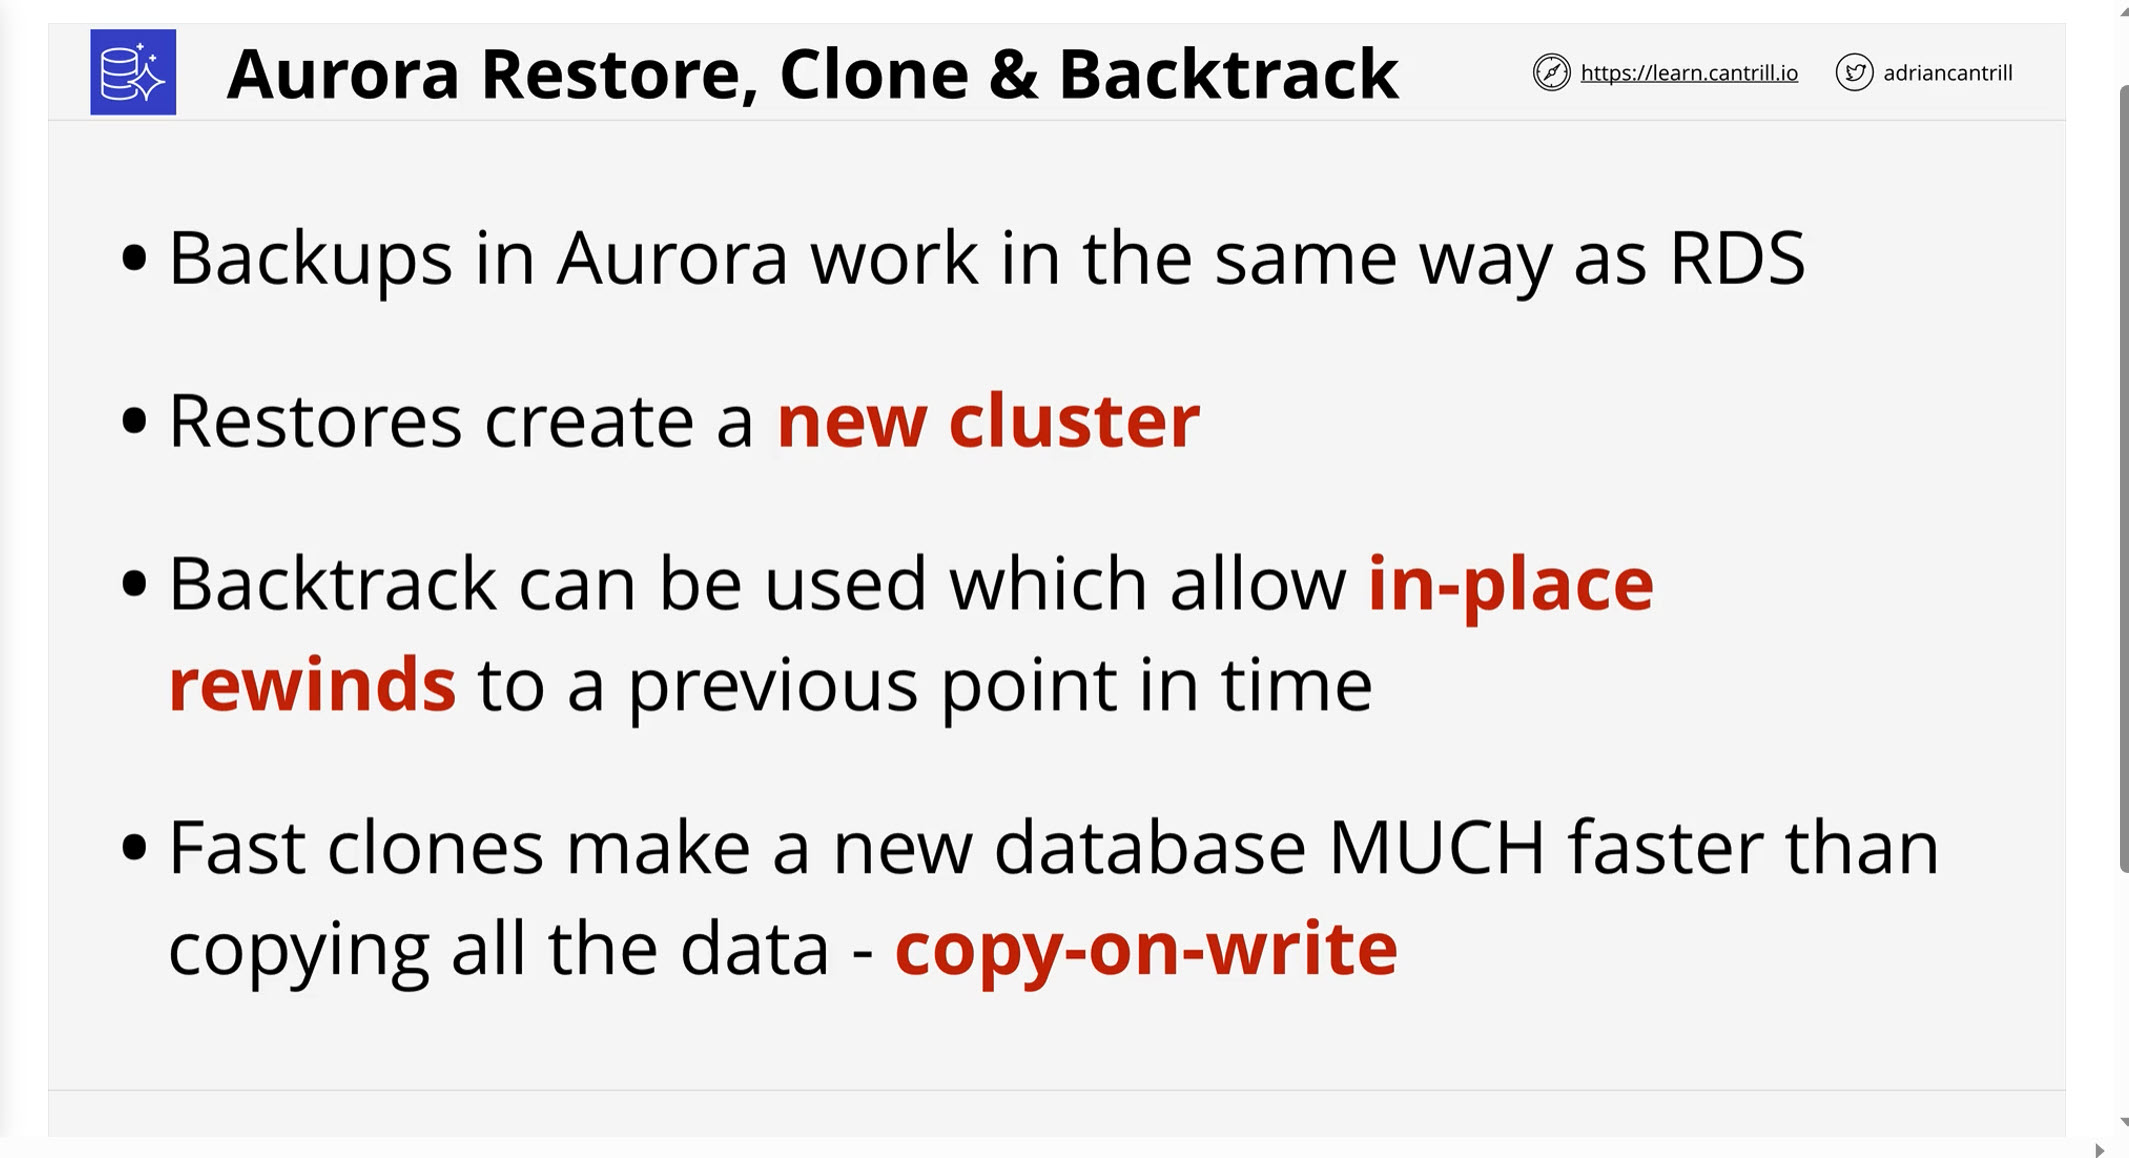 Aurora Restore, Clone & Backtrack
https://learn.cantrill.io
adriancantrill
• Backups in Aurora work in the same way as RDS
• Restores create a new cluster
• Backtrack can be used which allow in-place
rewinds to a previous point in time
• Fast clones make a new database MUCH faster than
copying all the data - copy-on-write